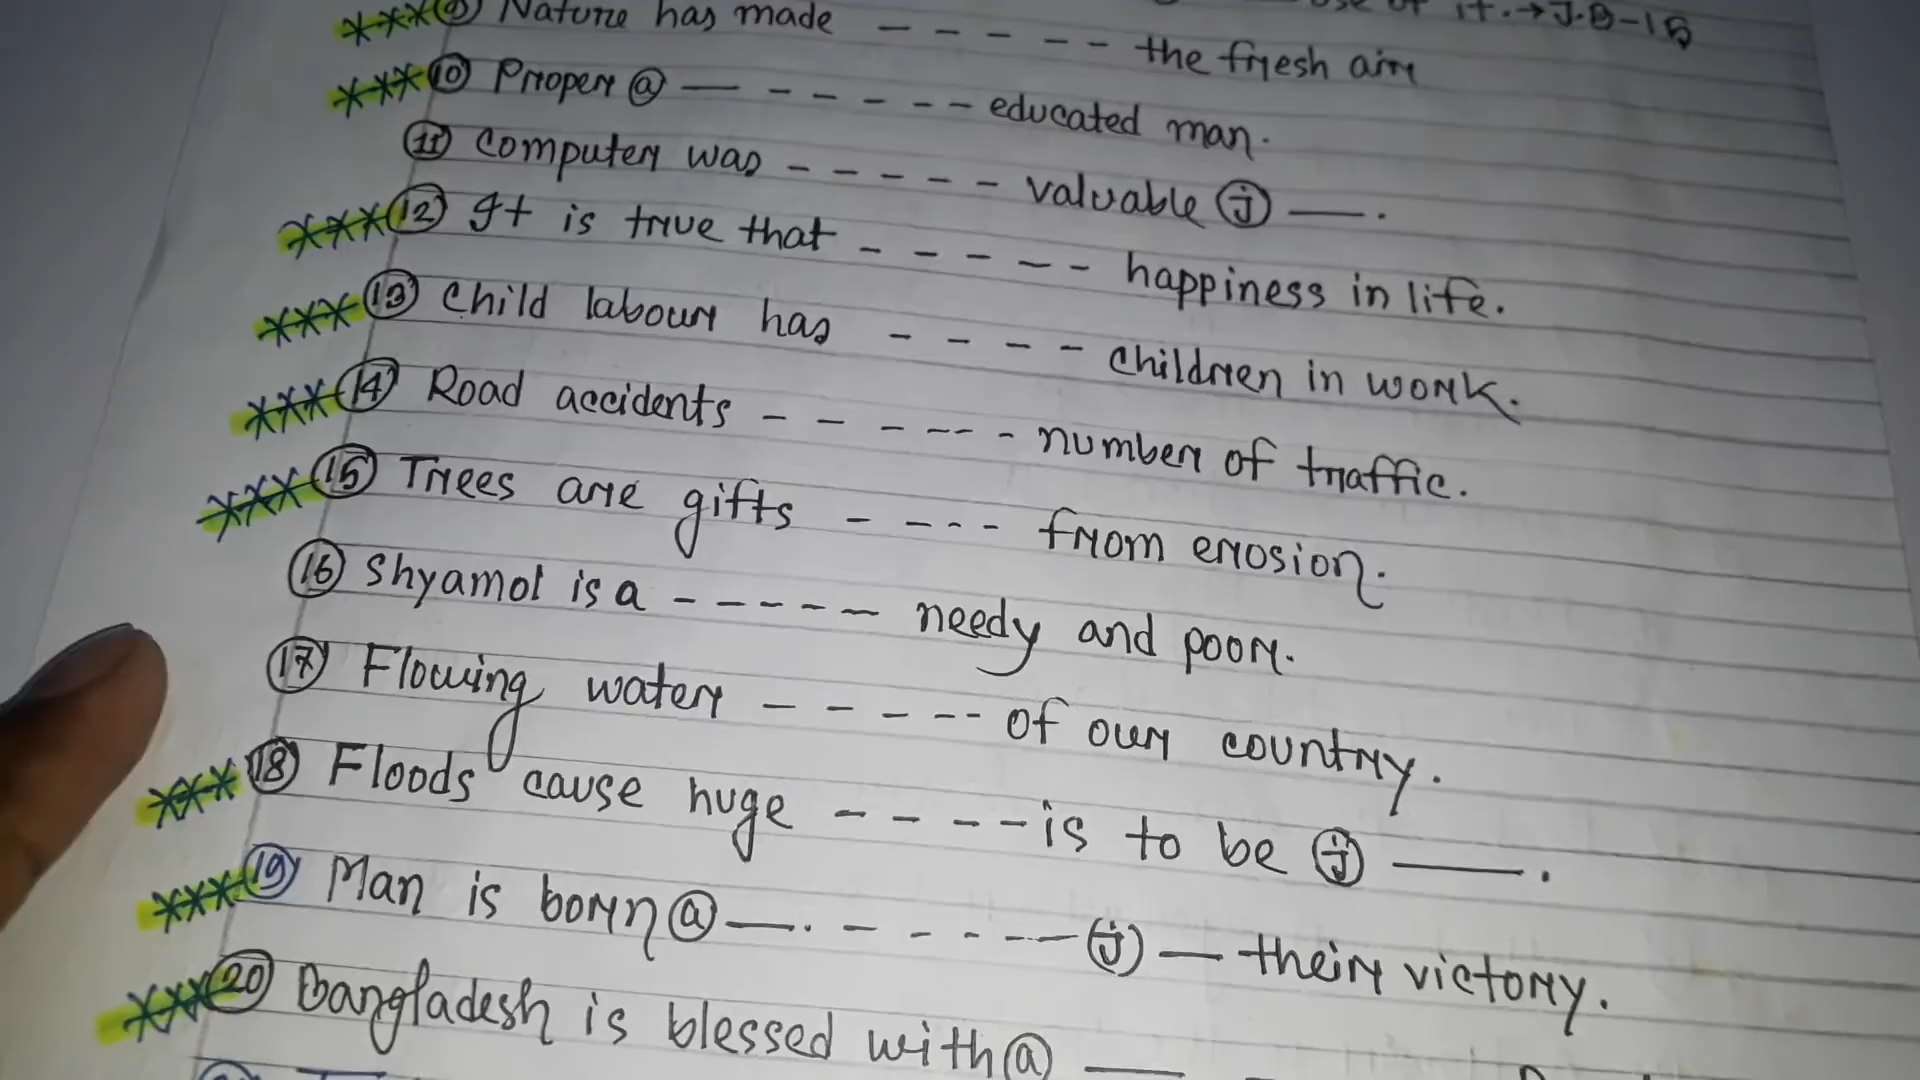 of it.→J.B-15
***⑨ Nature has made ------ the fresh air
***⑩ Proper ⓐ — ----- educated man.
⑪ Computer was ----- valuable ⓙ —.
***⑫ It is true that ----- happiness in life.
***⑬ Child labour has ---- children in work.
***⑭ Road accidents ------ number of traffic.
***⑮ Trees are gifts ----- from erosion.
⑯ Shyamol is a ----- needy and poor.
⑰ Flowing water ----- of our country.
***⑱ Floods cause huge ---- is to be ⓙ —.
***⑲ Man is born ⓐ —. ----- ⓙ — their victory.
***⑳ Bangladesh is blessed with ⓐ —